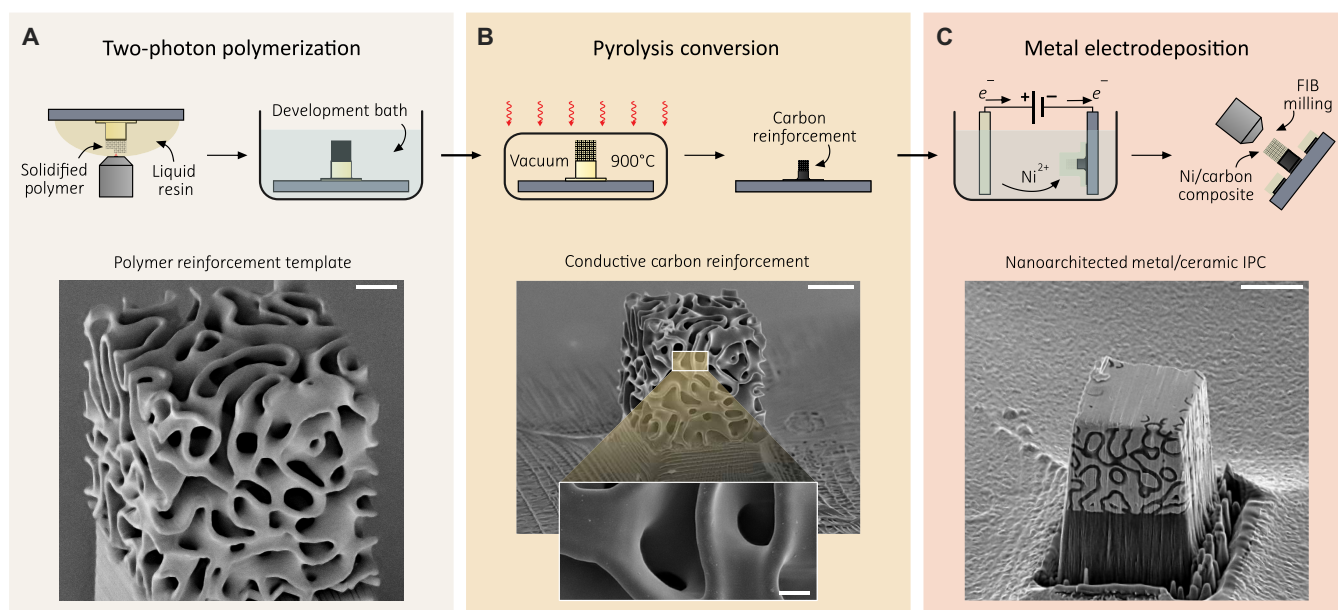 A
Two-photon polymerization
Solidified
polymer
Liquid
resin
Development bath
Polymer reinforcement template
B
Pyrolysis conversion
Vacuum
900°C
Carbon
reinforcement
Conductive carbon reinforcement
C
Metal electrodeposition
e⁻
+
−
e⁻
Ni²⁺
FIB
milling
Ni/carbon
composite
Nanoarchitected metal/ceramic IPC